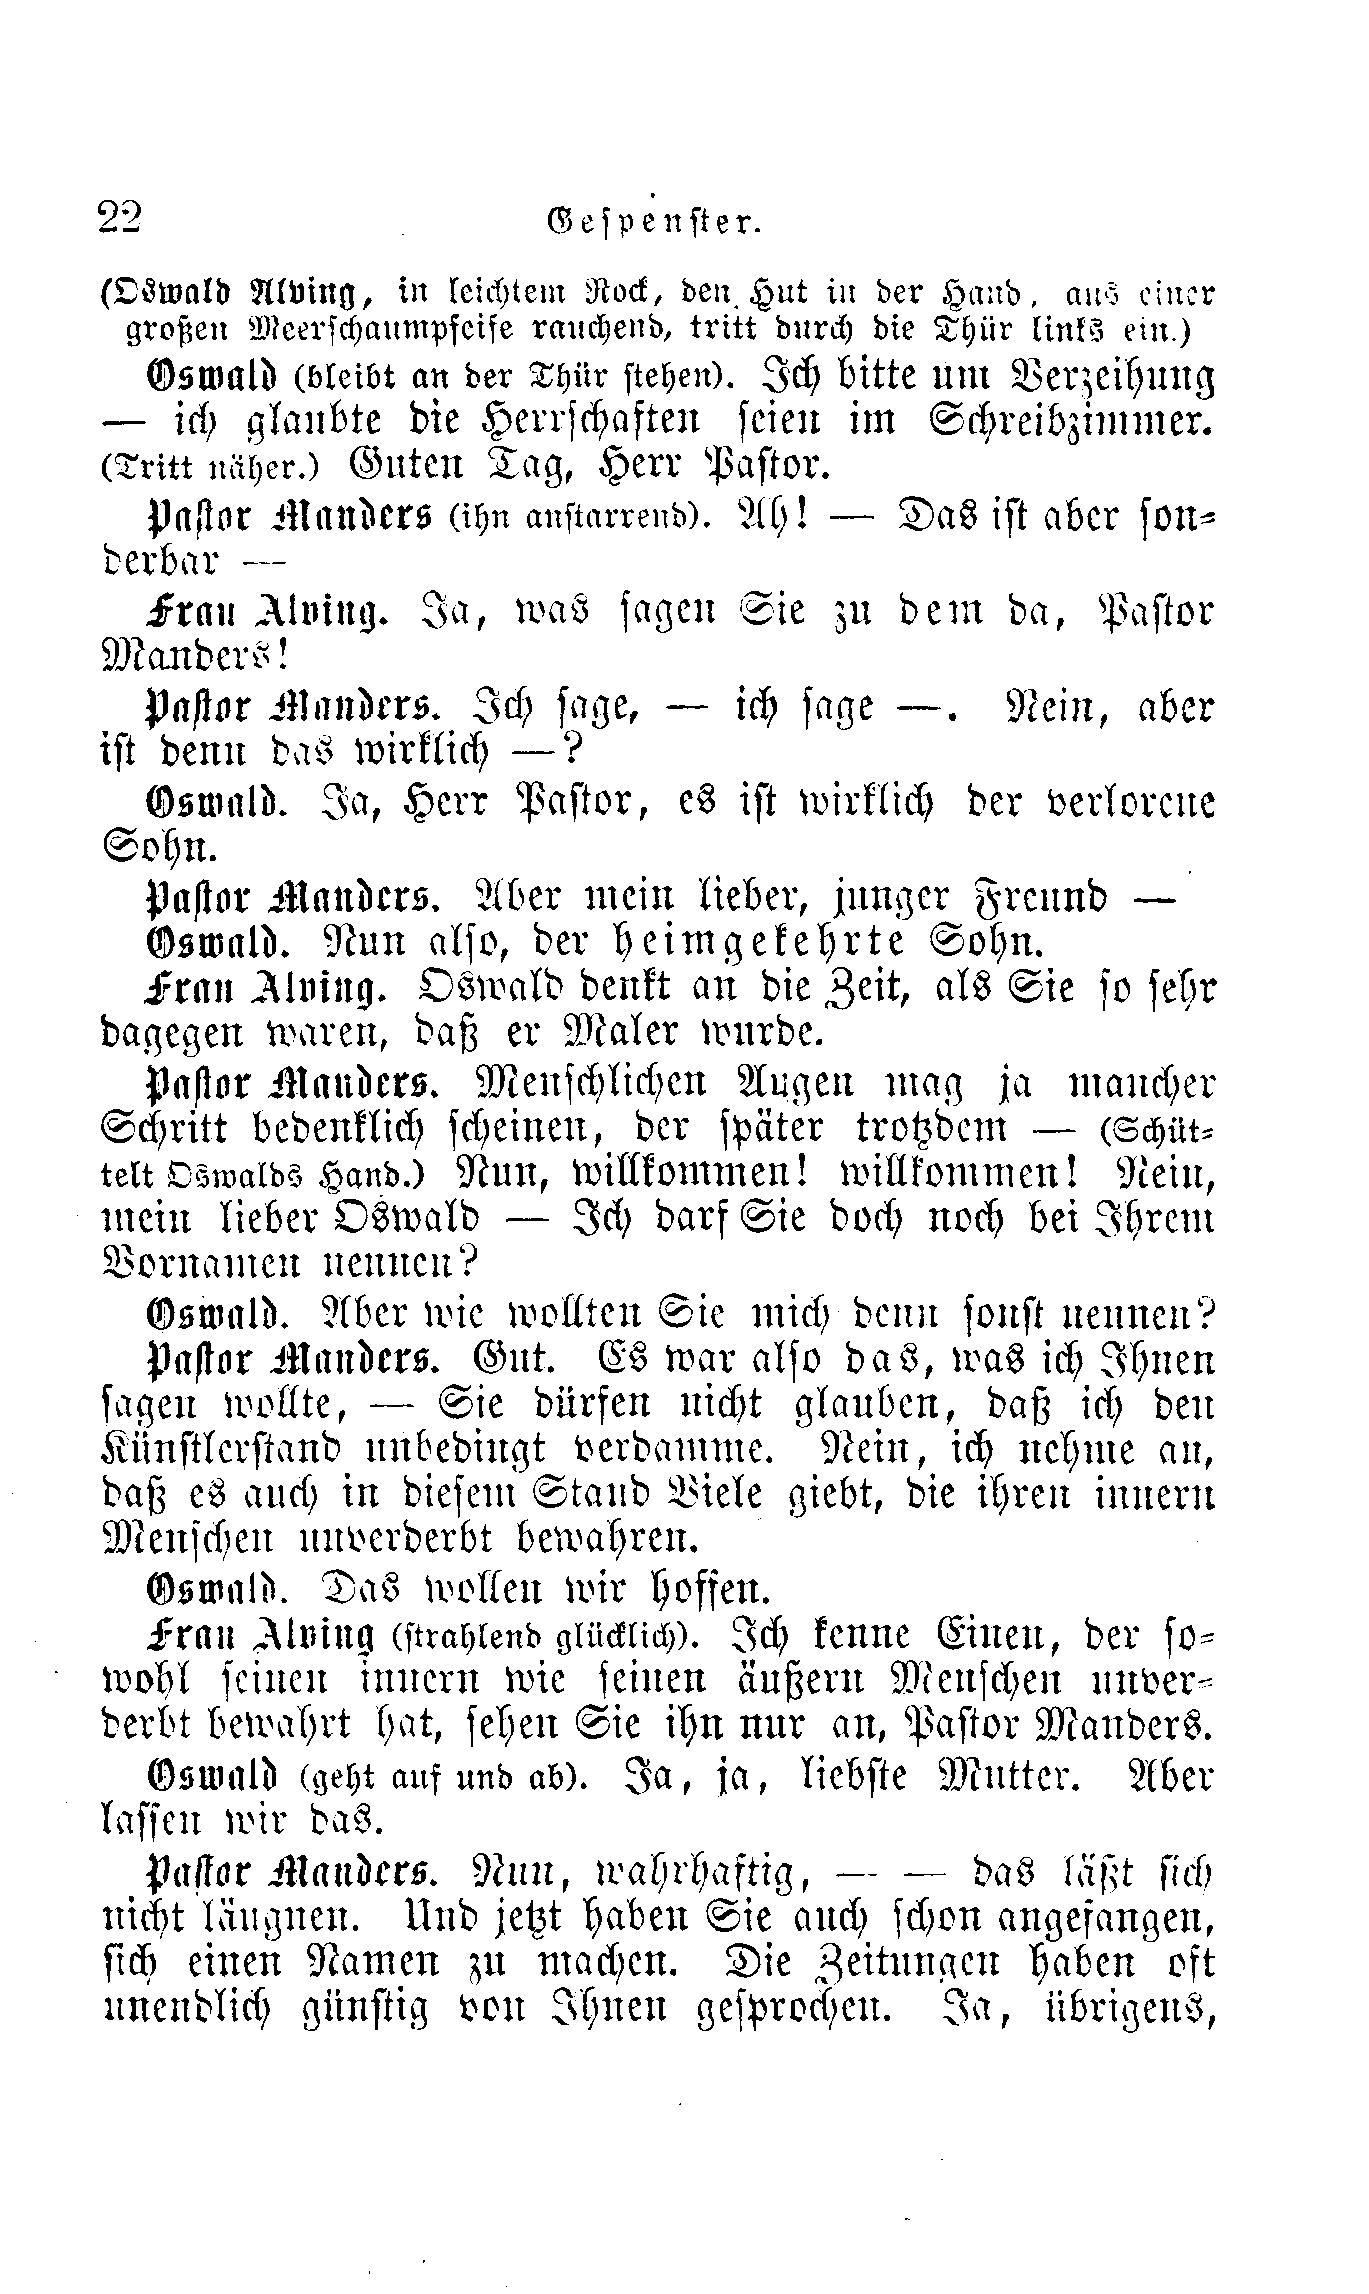 22 Gespenster.
(Oswald Alving, in leichtem Rock, den Hut in der Hand, aus einer
großen Meerschaumpfeife rauchend, tritt durch die Thür links ein.)
Oswald (bleibt an der Thür stehen). Ich bitte um Verzeihung
— ich glaubte die Herrschaften seien im Schreibzimmer.
(Tritt näher.) Guten Tag, Herr Pastor.
Pastor Manders (ihn anstarrend). Ah! — Das ist aber son-
derbar —
Frau Alving. Ja, was sagen Sie zu dem da, Pastor
Manders!
Pastor Manders. Ich sage, — ich sage —. Nein, aber
ist denn das wirklich —?
Oswald. Ja, Herr Pastor, es ist wirklich der verlorene
Sohn.
Pastor Manders. Aber mein lieber, junger Freund —
Oswald. Nun also, der heimgekehrte Sohn.
Frau Alving. Oswald denkt an die Zeit, als Sie so sehr
dagegen waren, daß er Maler wurde.
Pastor Manders. Menschlichen Augen mag ja mancher
Schritt bedenklich scheinen, der später trotzdem — (Schüt-
telt Oswalds Hand.) Nun, willkommen! willkommen! Nein,
mein lieber Oswald — Ich darf Sie doch noch bei Ihrem
Vornamen nennen?
Oswald. Aber wie wollten Sie mich denn sonst nennen?
Pastor Manders. Gut. Es war also das, was ich Ihnen
sagen wollte, — Sie dürfen nicht glauben, daß ich den
Künstlerstand unbedingt verdamme. Nein, ich nehme an,
daß es auch in diesem Stand Viele giebt, die ihren innern
Menschen unverderbt bewahren.
Oswald. Das wollen wir hoffen.
Frau Alving (strahlend glücklich). Ich kenne Einen, der so-
wohl seinen innern wie seinen äußern Menschen unver-
derbt bewahrt hat, sehen Sie ihn nur an, Pastor Manders.
Oswald (geht auf und ab). Ja, ja, liebste Mutter. Aber
lassen wir das.
Pastor Manders. Nun, wahrhaftig, — — das läßt sich
nicht läugnen. Und jetzt haben Sie auch schon angefangen,
sich einen Namen zu machen. Die Zeitungen haben oft
unendlich günstig von Ihnen gesprochen. Ja, übrigens,